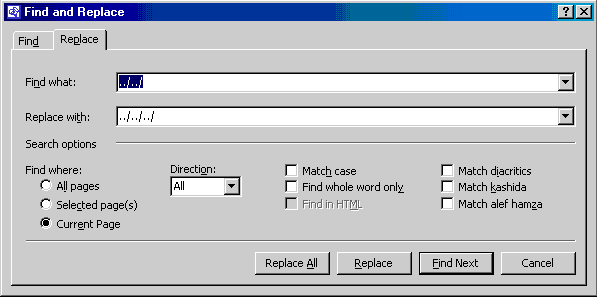 Find and Replace
Find Replace
Find what: ../../
Replace with: ../../../
Search options
Find where: Direction: Match case Match diacritics
All pages All Find whole word only Match kashida
Selected page(s) Find in HTML Match alef hamza
Current Page
Replace All Replace Find Next Cancel